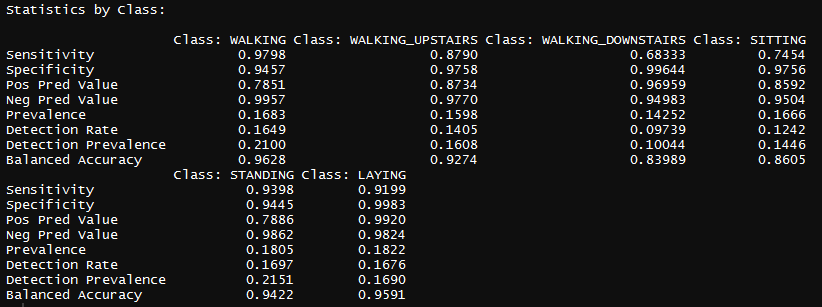 Statistics by Class:

                     Class: WALKING Class: WALKING_UPSTAIRS Class: WALKING_DOWNSTAIRS Class: SITTING
Sensitivity                  0.9798                  0.8790                   0.68333         0.7454
Specificity                  0.9457                  0.9758                   0.99644         0.9756
Pos Pred Value               0.7851                  0.8734                   0.96959         0.8592
Neg Pred Value               0.9957                  0.9770                   0.94983         0.9504
Prevalence                   0.1683                  0.1598                   0.14252         0.1666
Detection Rate               0.1649                  0.1405                   0.09739         0.1242
Detection Prevalence         0.2100                  0.1608                   0.10044         0.1446
Balanced Accuracy            0.9628                  0.9274                   0.83989         0.8605
                     Class: STANDING Class: LAYING
Sensitivity                   0.9398        0.9199
Specificity                   0.9445        0.9983
Pos Pred Value                0.7886        0.9920
Neg Pred Value                0.9862        0.9824
Prevalence                    0.1805        0.1822
Detection Rate                0.1697        0.1676
Detection Prevalence          0.2151        0.1690
Balanced Accuracy             0.9422        0.9591